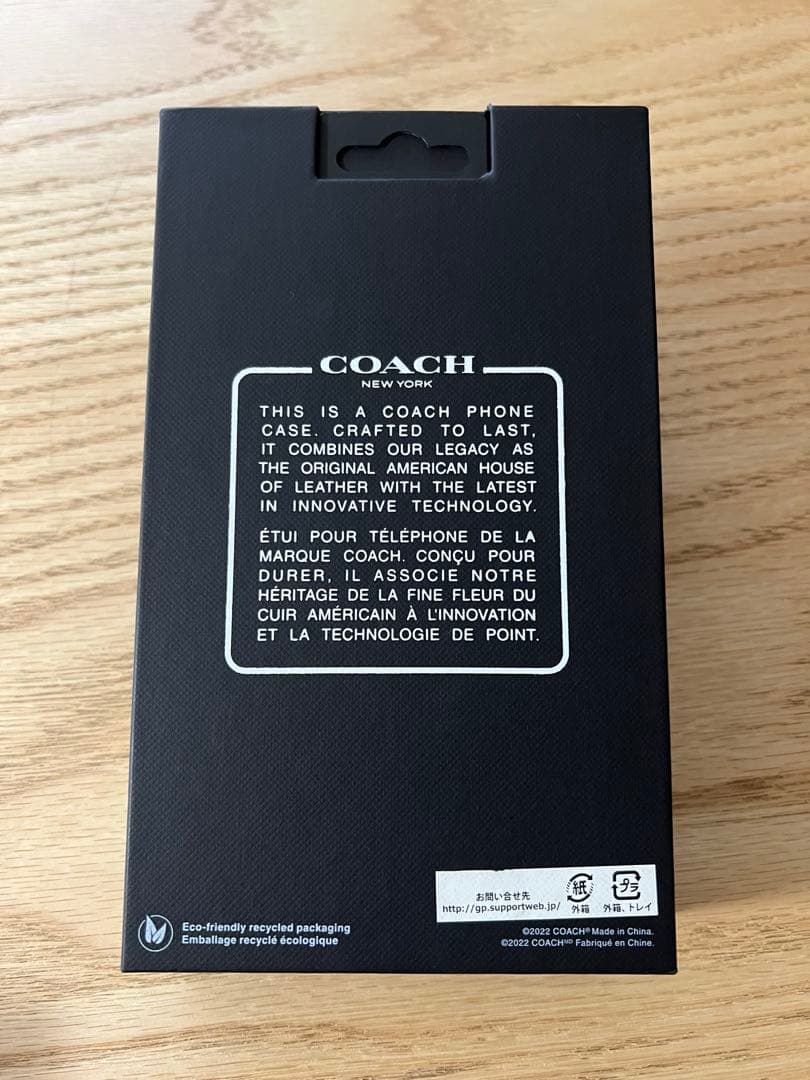 COACH
NEW YORK
THIS IS A COACH PHONE
CASE. CRAFTED TO LAST,
IT COMBINES OUR LEGACY AS
THE ORIGINAL AMERICAN HOUSE
OF LEATHER WITH THE LATEST
IN INNOVATIVE TECHNOLOGY.
ÉTUI POUR TÉLÉPHONE DE LA
MARQUE COACH. CONÇU POUR
DURER, IL ASSOCIE NOTRE
HÉRITAGE DE LA FINE FLEUR DU
CUIR AMÉRICAIN À L'INNOVATION
ET LA TECHNOLOGIE DE POINT.
お問い合せ先
http://gp.supportweb.jp/
紙
外箱
プラ
外箱、トレイ
Eco-friendly recycled packaging
Emballage recyclé écologique
©2022 COACH® Made in China.
©2022 COACHᴹᴰ Fabriqué en Chine.